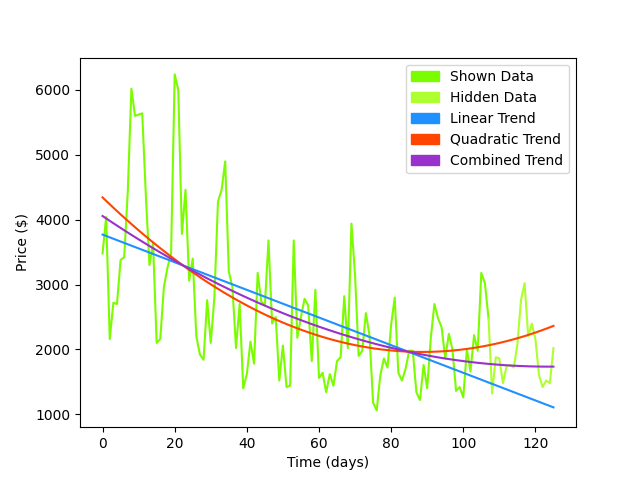 Shown Data
Hidden Data
Linear Trend
Quadratic Trend
Combined Trend
Price ($)
6000
5000
4000
3000
2000
1000
0 20 40 60 80 100 120
Time (days)